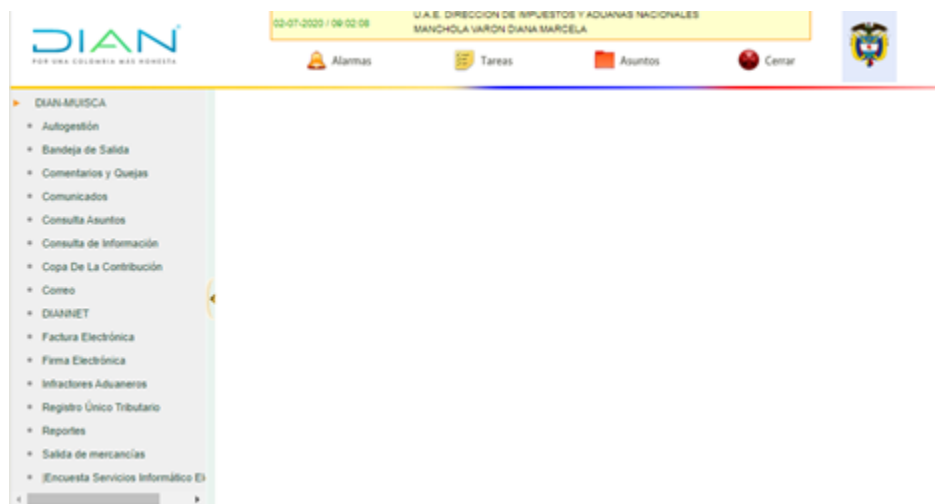 DIAN
POR UNA COLOMBIA MÁS HONESTA
02-07-2020 / 09:02:08
U.A.E. DIRECCION DE IMPUESTOS Y ADUANAS NACIONALES
MANCHOLA VARON DIANA MARCELA
Alarmas
Tareas
Asuntos
Cerrar
DIAN-MUISCA
Autogestión
Bandeja de Salida
Comentarios y Quejas
Comunicados
Consulta Asuntos
Consulta de Información
Copa De La Contribución
Correo
DIANNET
Factura Electrónica
Firma Electrónica
Infractores Aduaneros
Registro Único Tributario
Reportes
Salida de mercancías
|Encuesta Servicios Informático El